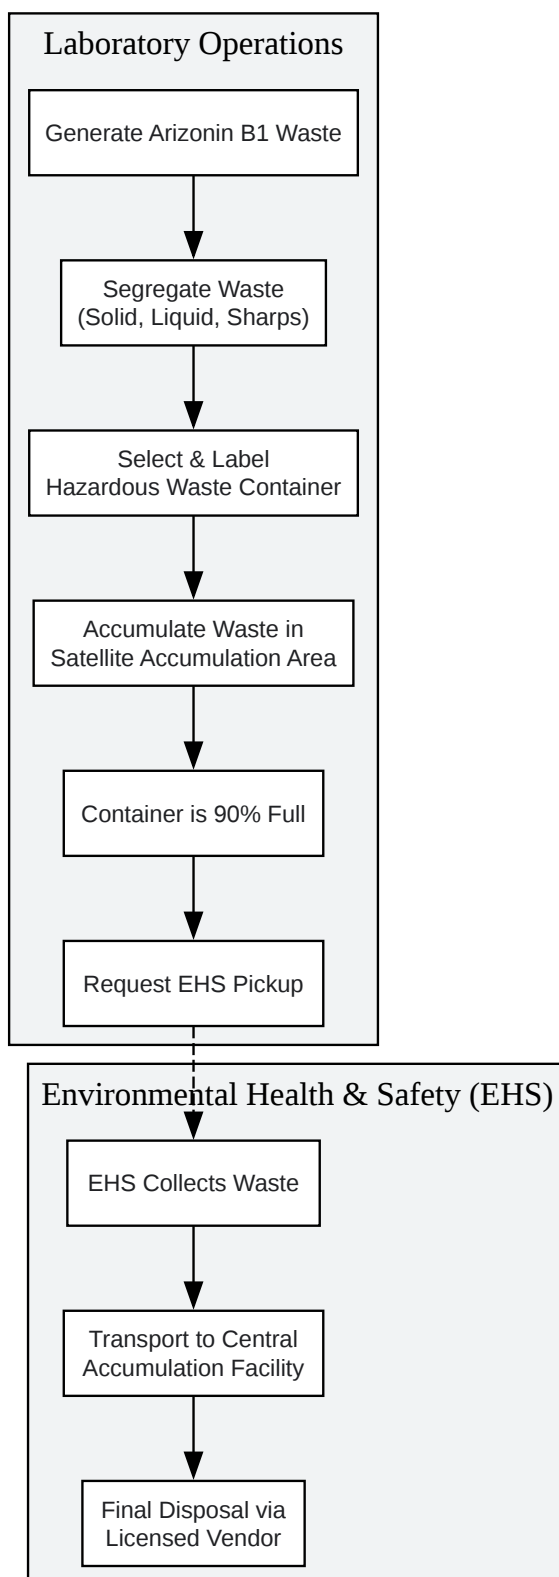 Laboratory Operations
Generate Arizonin B1 Waste
Segregate Waste
(Solid, Liquid, Sharps)
Select & Label
Hazardous Waste Container
Accumulate Waste in
Satellite Accumulation Area
Container is 90% Full
Request EHS Pickup
Environmental Health & Safety (EHS)
EHS Collects Waste
Transport to Central
Accumulation Facility
Final Disposal via
Licensed Vendor